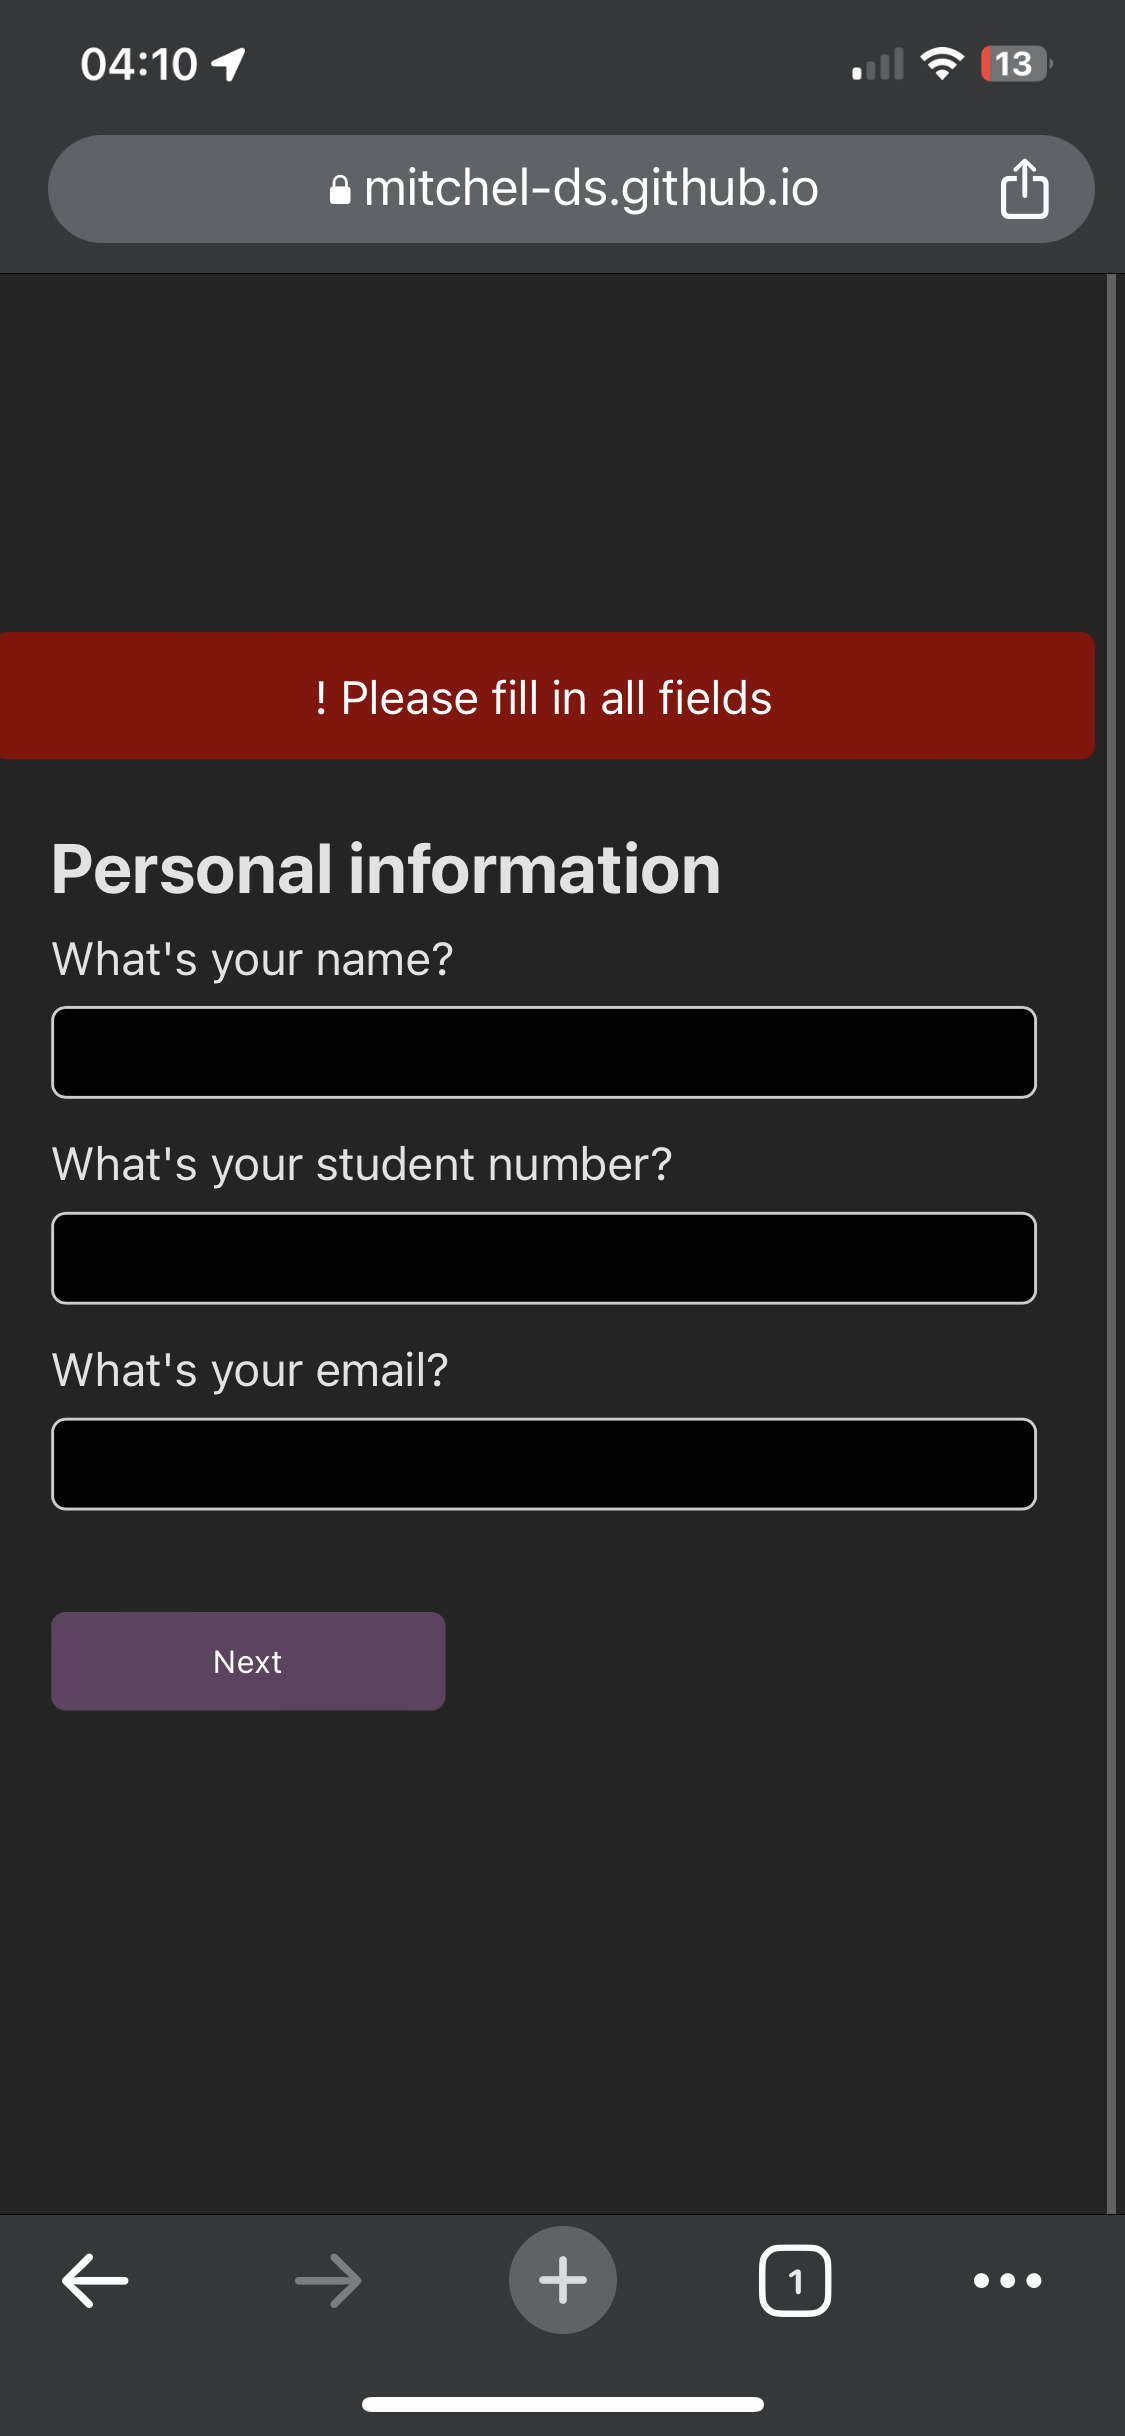 04:10
13
mitchel-ds.github.io
! Please fill in all fields
Personal information
What's your name?
What's your student number?
What's your email?
Next
1